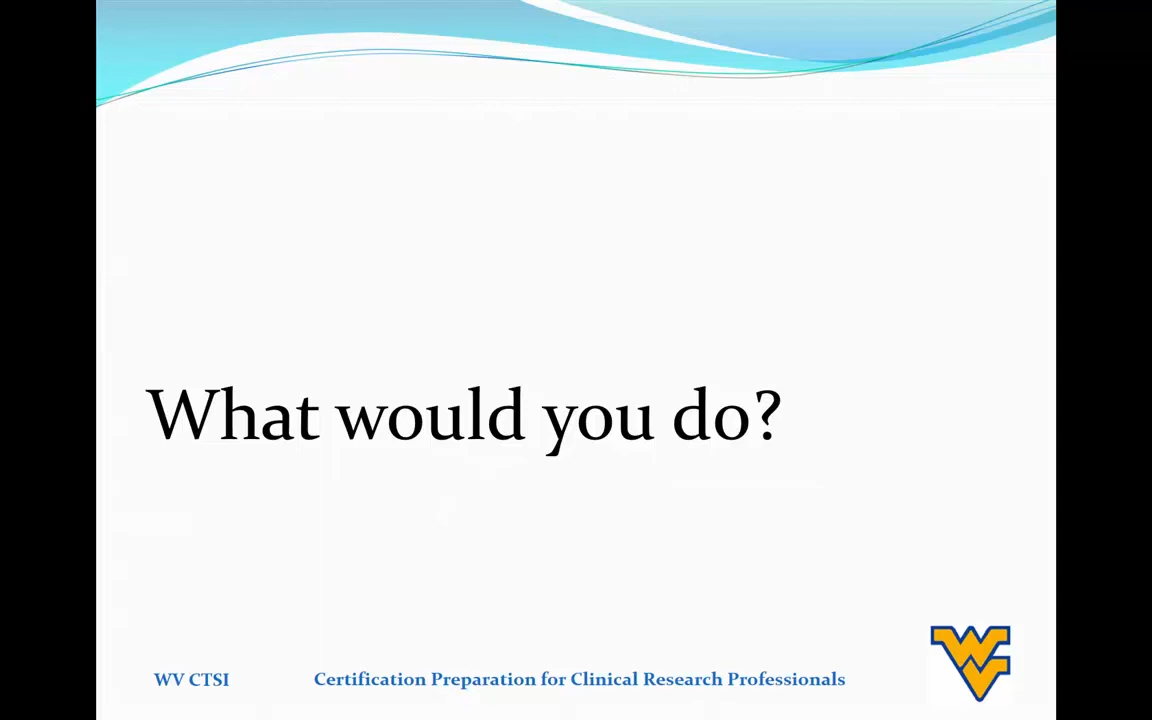 What would you do?
WV CTSI
Certification Preparation for Clinical Research Professionals